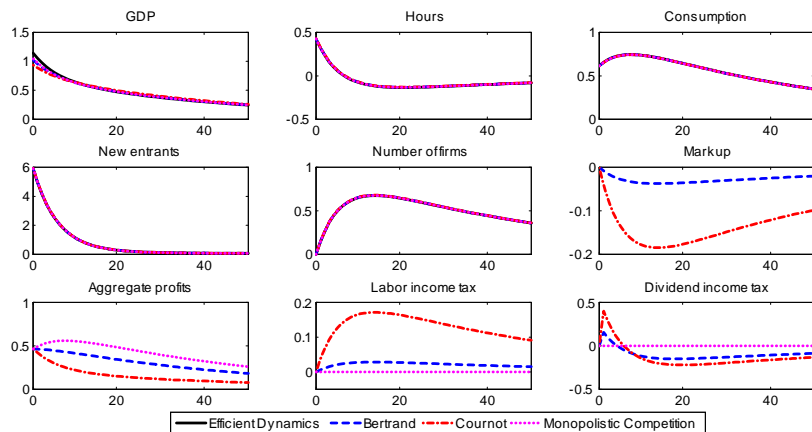 GDP Hours Consumption
1.5 0.5 1
1
0 0.5
0.5
0 -0.5 0
0 20 40 0 20 40 0 20 40
New entrants Number of firms Markup
6 1 0
4
0.5 -0.1
2
0 0 -0.2
0 20 40 0 20 40 0 20 40
Aggregate profits Labor income tax Dividend income tax
1 0.2 0.5
0.5 0.1 0
0
0 -0.5
0 20 40 0 20 40 0 20 40
Efficient Dynamics Bertrand Cournot Monopolistic Competition